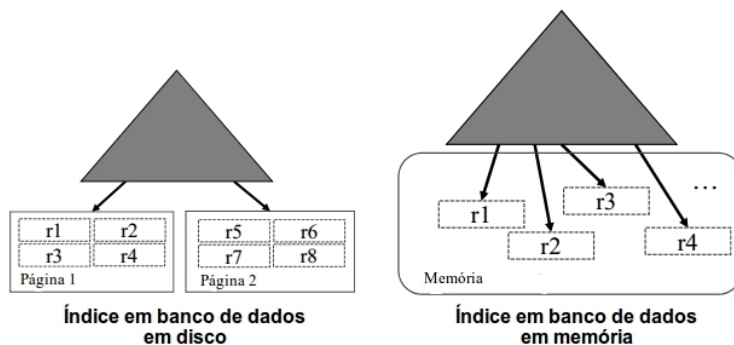 r1 r2
r3 r4
Página 1
r5 r6
r7 r8
Página 2
Índice em banco de dados
em disco
r1
r2
r3
r4
...
Memória
Índice em banco de dados
em memória